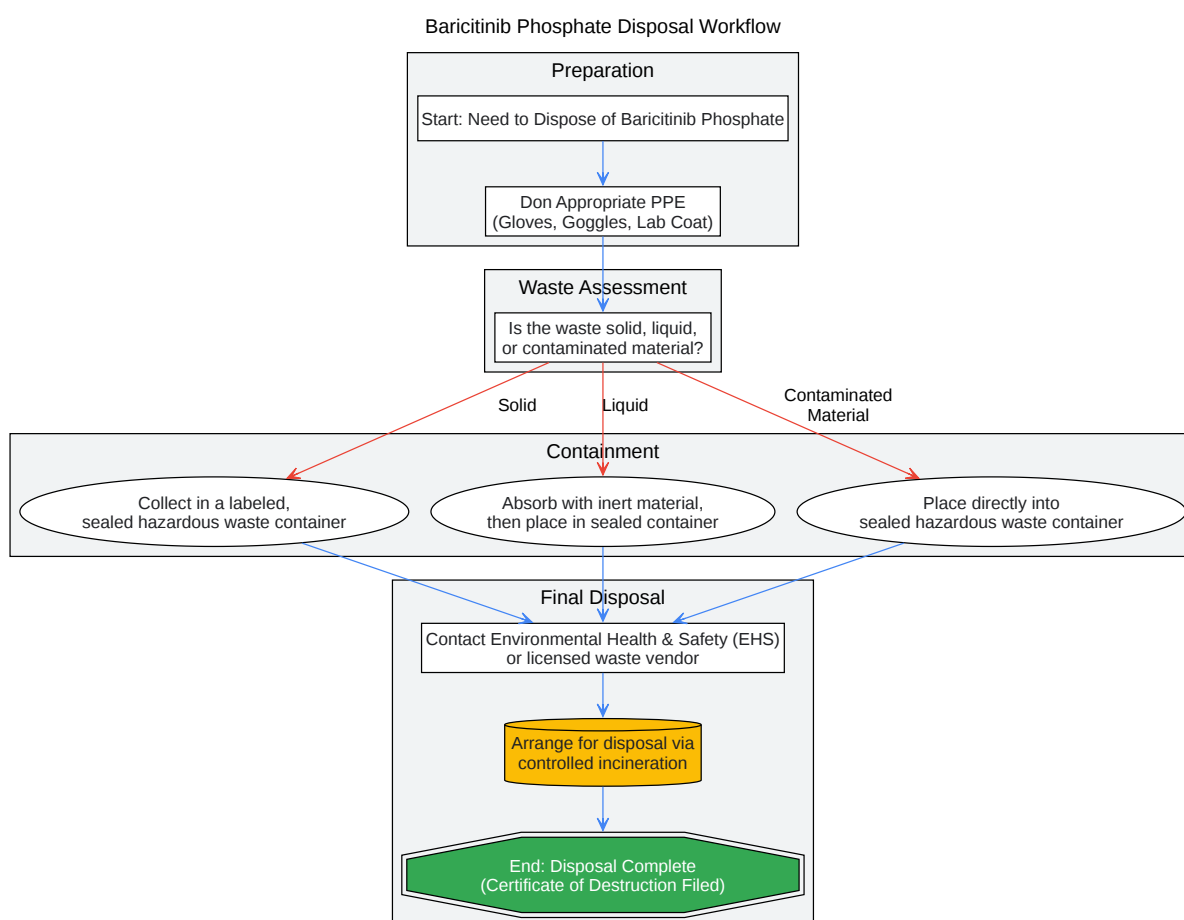 Baricitinib Phosphate Disposal Workflow
Preparation
Start: Need to Dispose of Baricitinib Phosphate
Don Appropriate PPE
(Gloves, Goggles, Lab Coat)
Waste Assessment
Is the waste solid, liquid,
or contaminated material?
Solid
Liquid
Contaminated
Material
Containment
Collect in a labeled,
sealed hazardous waste container
Absorb with inert material,
then place in sealed container
Place directly into
sealed hazardous waste container
Final Disposal
Contact Environmental Health & Safety (EHS)
or licensed waste vendor
Arrange for disposal via
controlled incineration
End: Disposal Complete
(Certificate of Destruction Filed)